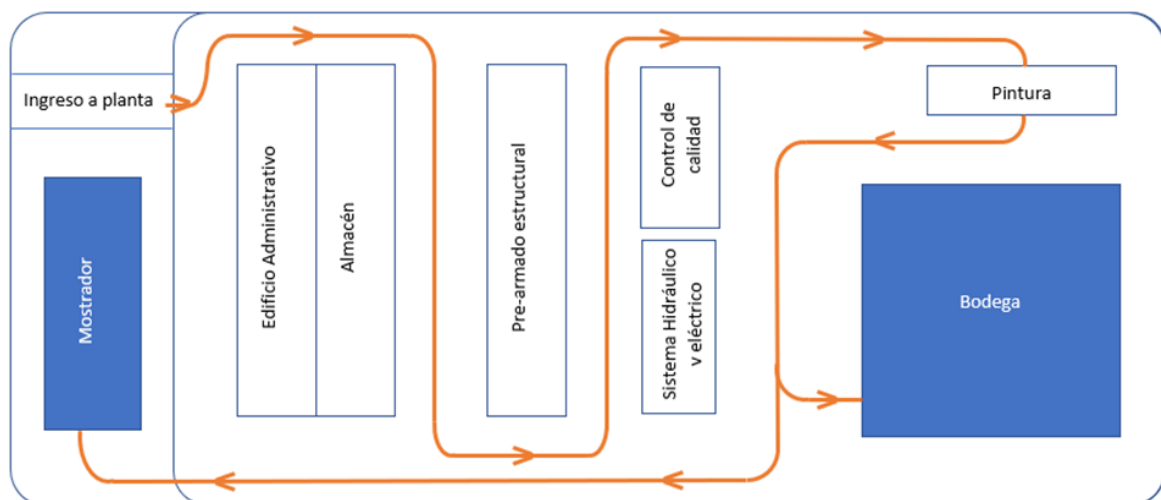 Ingreso a planta
Mostrador
Edificio Administrativo
Almacén
Pre-armado estructural
Control de
calidad
Sistema Hidráulico
v eléctrico
Pintura
Bodega